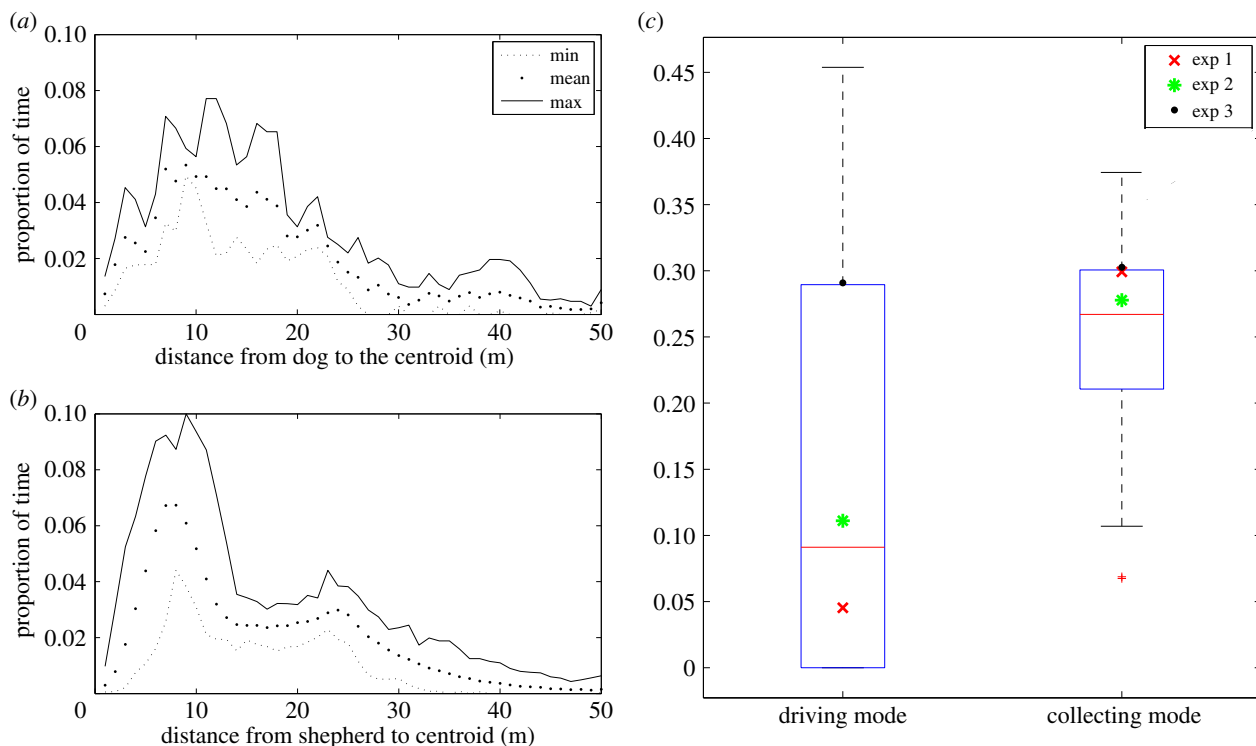 (a)
0.10
0.08
0.06
0.04
0.02
0 10 20 30 40 50
proportion of time
distance from dog to the centroid (m)
min
mean
max
(b)
0.10
0.08
0.06
0.04
0.02
0 10 20 30 40 50
proportion of time
distance from shepherd to centroid (m)
(c)
0.45
0.40
0.35
0.30
0.25
0.20
0.15
0.10
0.05
0
driving mode collecting mode
exp 1
exp 2
exp 3